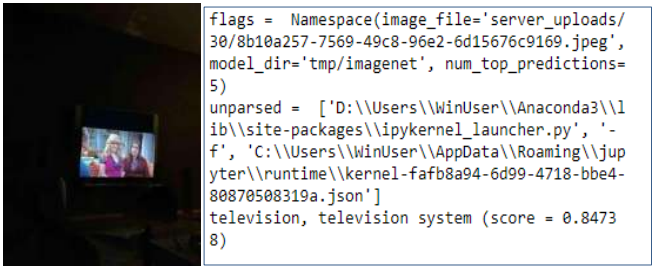 flags =  Namespace(image_file='server_uploads/
30/8b10a257-7569-49c8-96e2-6d15676c9169.jpeg',
model_dir='tmp/imagenet', num_top_predictions=
5)
unparsed =  ['D:\\Users\\WinUser\\Anaconda3\\l
ib\\site-packages\\ipykernel_launcher.py', '-
f', 'C:\\Users\\WinUser\\AppData\\Roaming\\jup
yter\\runtime\\kernel-fafb8a94-6d99-4718-bbe4-
80870508319a.json']
television, television system (score = 0.8473
8)